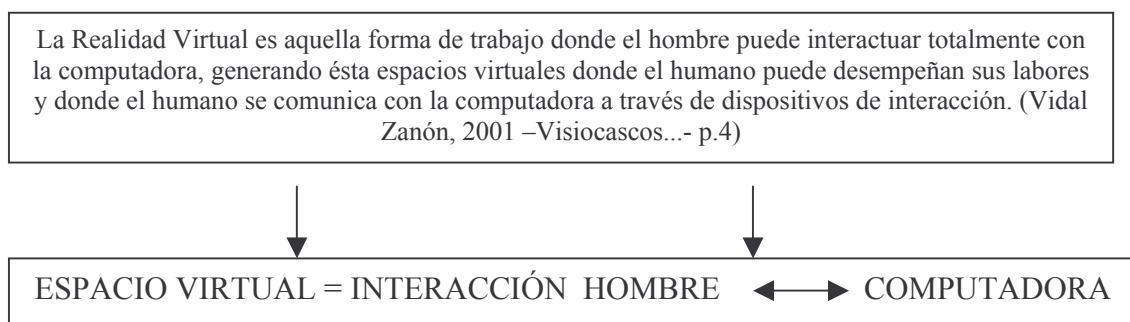 La Realidad Virtual es aquella forma de trabajo donde el hombre puede interactuar totalmente con
la computadora, generando ésta espacios virtuales donde el humano puede desempeñan sus labores
y donde el humano se comunica con la computadora a través de dispositivos de interacción. (Vidal
Zanón, 2001 –Visiocascos...- p.4)
ESPACIO VIRTUAL = INTERACCIÓN HOMBRE COMPUTADORA